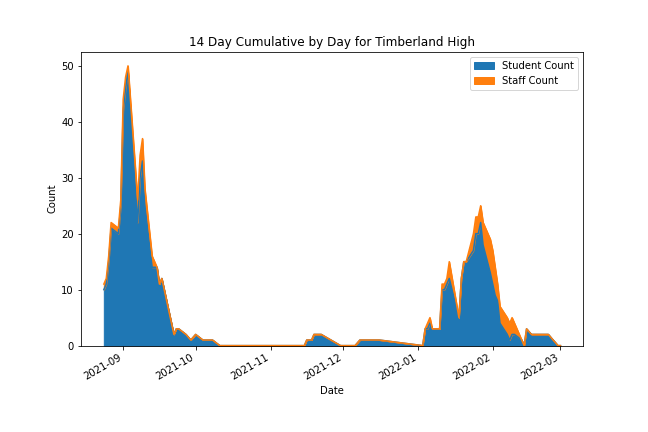 14 Day Cumulative by Day for Timberland High
Student Count
Staff Count
50
40
30
20
10
0
Count
2021-09
2021-10
2021-11
2021-12
2022-01
2022-02
2022-03
Date